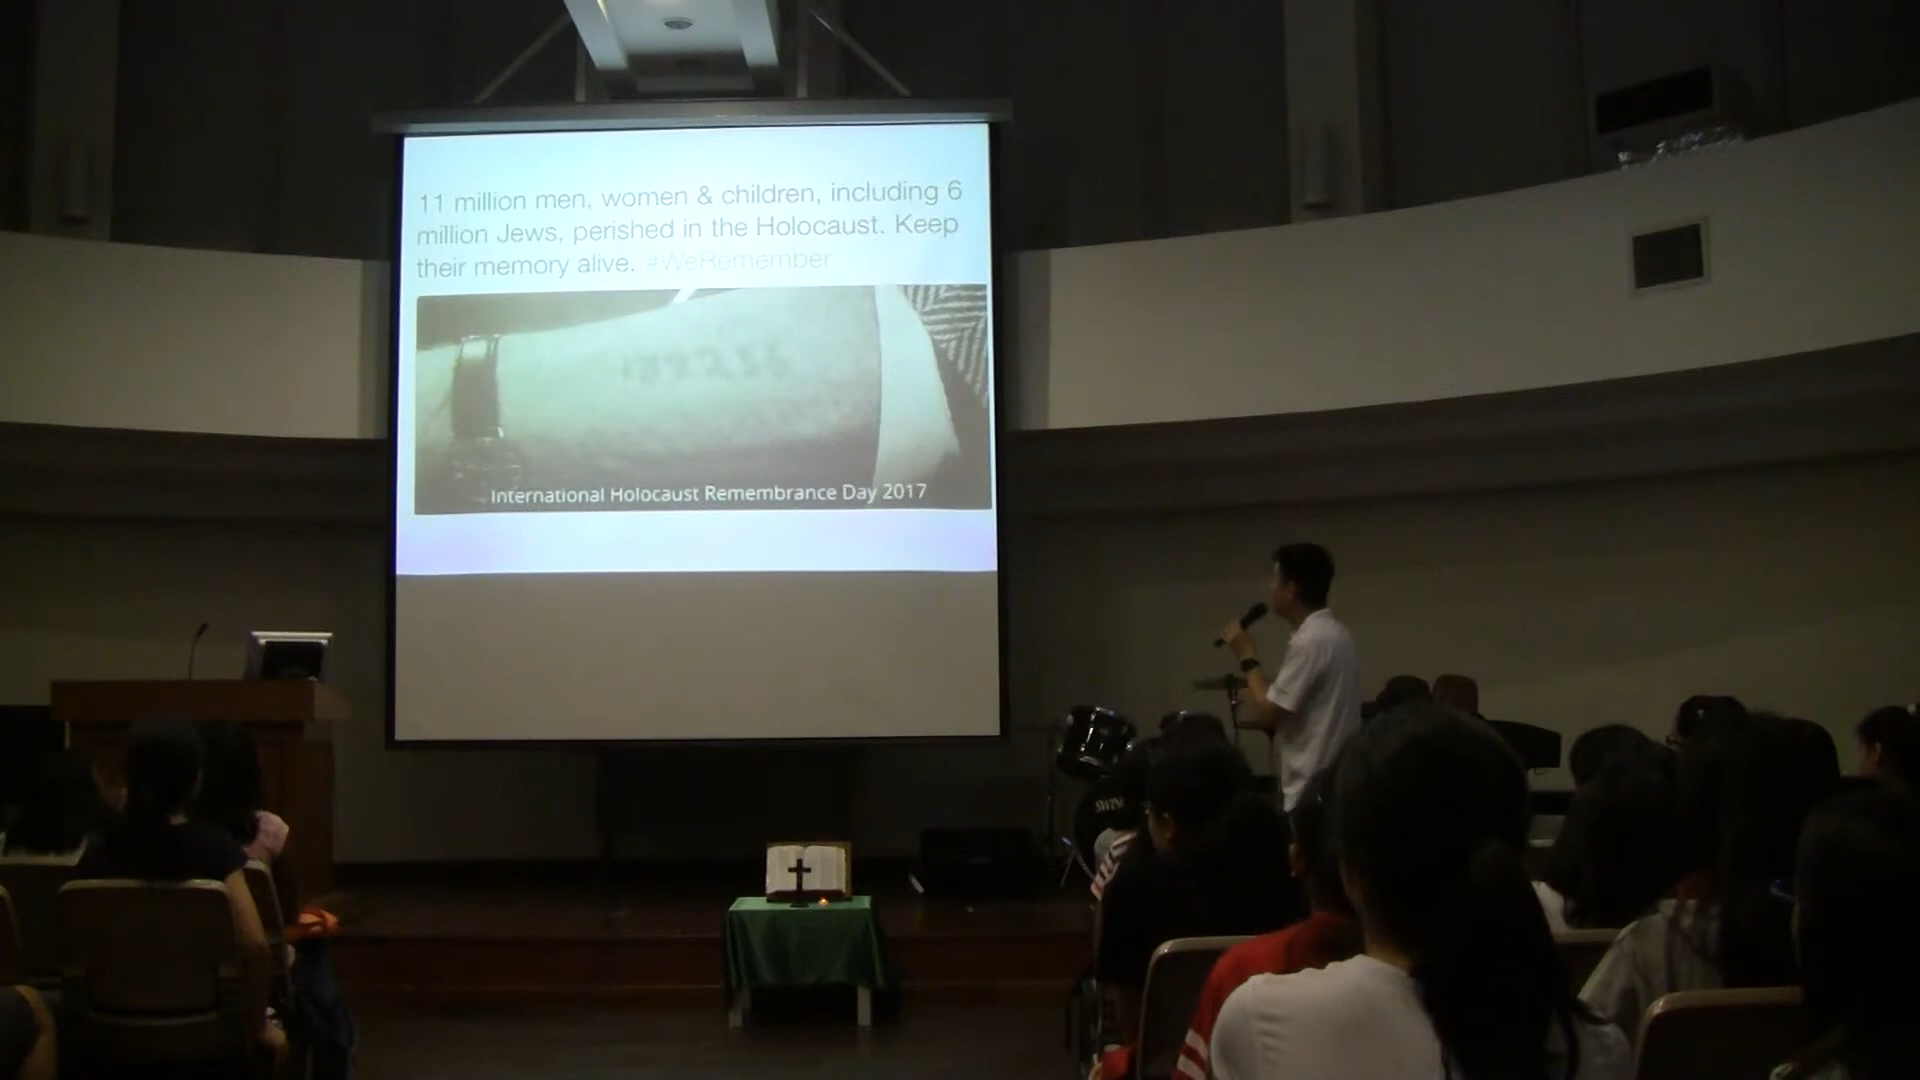 11 million men, women & children, including 6
million Jews, perished in the Holocaust. Keep
their memory alive. #WeRemember
International Holocaust Remembrance Day 2017